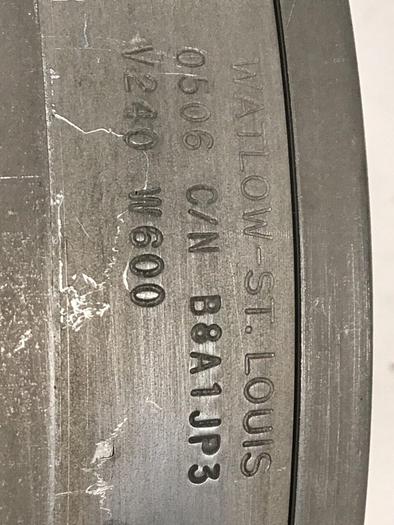 WATLOW-ST. LOUIS
0506 C/N B8A1JP3
V240 W600